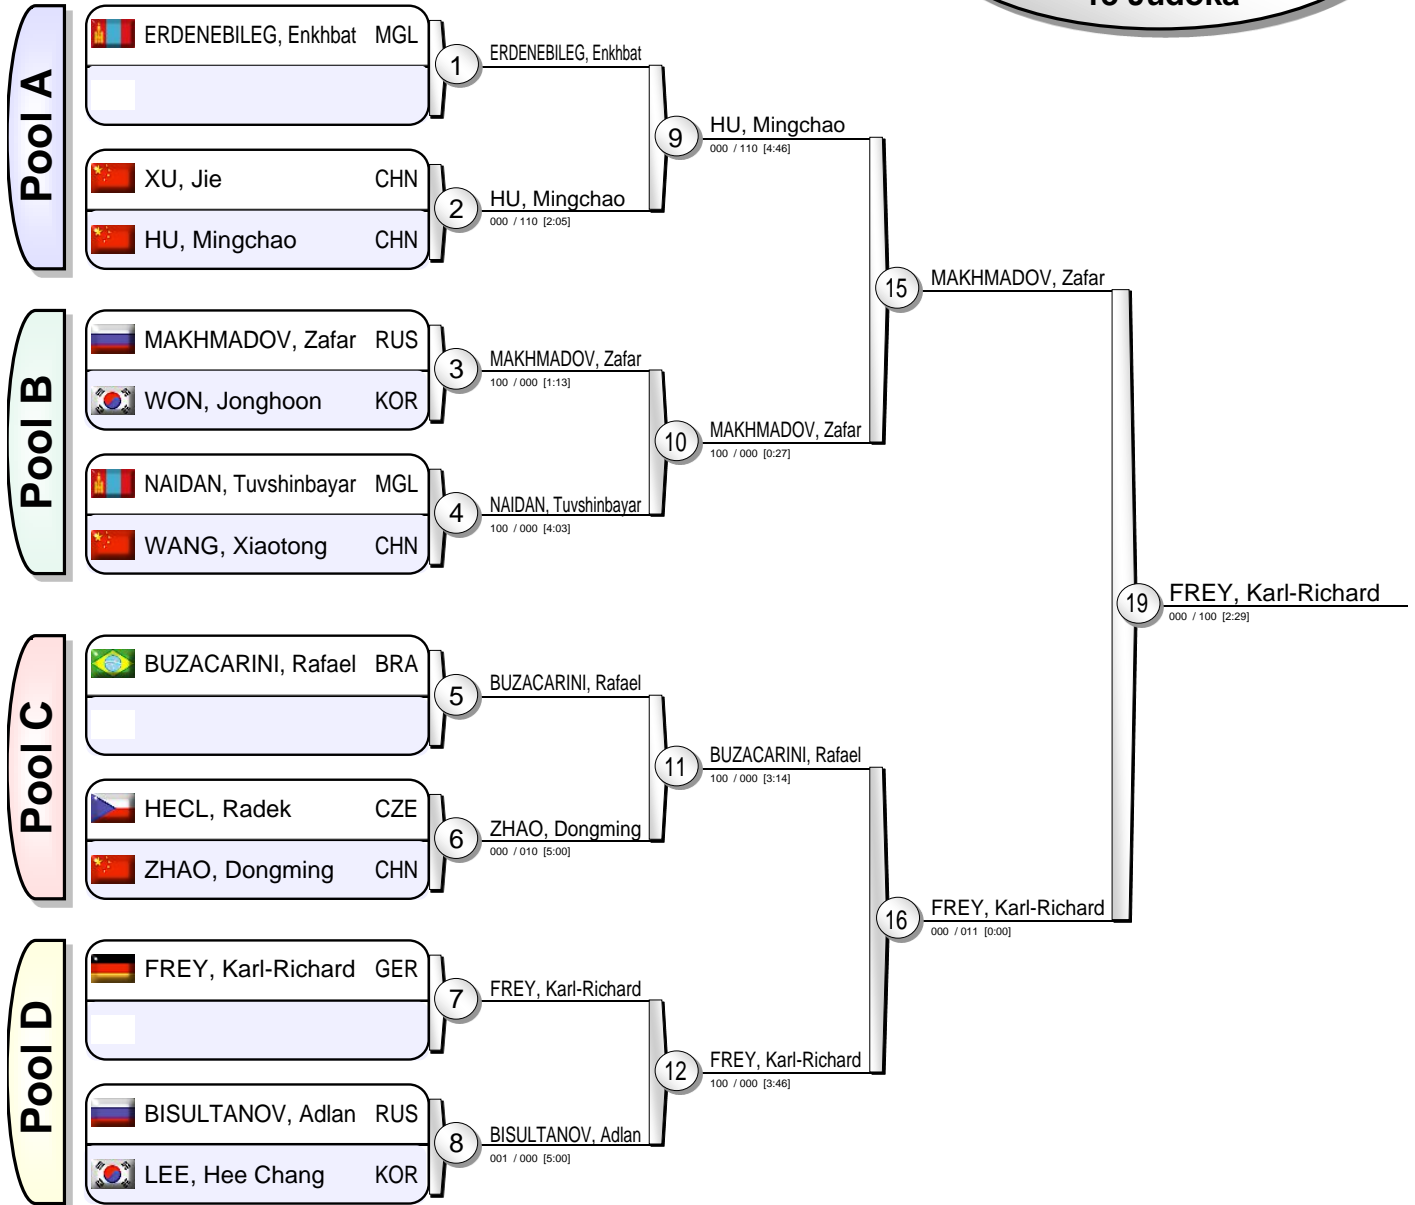 13 Judoka
Pool A
ERDENEBILEG, Enkhbat MGL
1
ERDENEBILEG, Enkhbat
XU, Jie CHN
HU, Mingchao CHN
2
HU, Mingchao
000 / 110 [2:05]
9
HU, Mingchao
000 / 110 [4:46]
Pool B
MAKHMADOV, Zafar RUS
WON, Jonghoon KOR
3
MAKHMADOV, Zafar
100 / 000 [1:13]
NAIDAN, Tuvshinbayar MGL
WANG, Xiaotong CHN
4
NAIDAN, Tuvshinbayar
100 / 000 [4:03]
10
MAKHMADOV, Zafar
100 / 000 [0:27]
15
MAKHMADOV, Zafar
Pool C
BUZACARINI, Rafael BRA
5
BUZACARINI, Rafael
HECL, Radek CZE
ZHAO, Dongming CHN
6
ZHAO, Dongming
000 / 010 [5:00]
11
BUZACARINI, Rafael
100 / 000 [3:14]
Pool D
FREY, Karl-Richard GER
7
FREY, Karl-Richard
BISULTANOV, Adlan RUS
LEE, Hee Chang KOR
8
BISULTANOV, Adlan
001 / 000 [5:00]
12
FREY, Karl-Richard
100 / 000 [3:46]
16
FREY, Karl-Richard
000 / 011 [0:00]
19
FREY, Karl-Richard
000 / 100 [2:29]